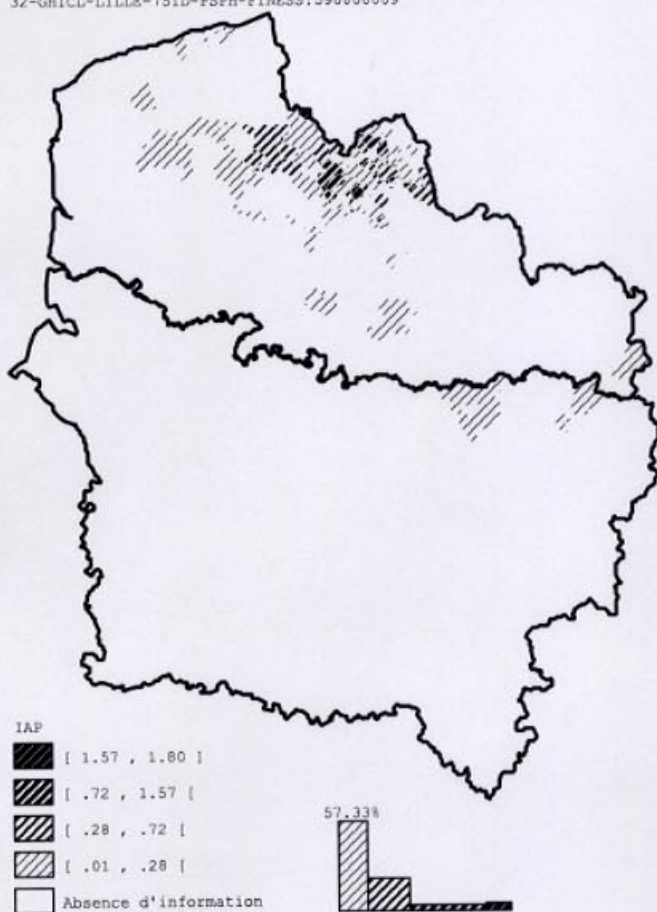 IAP
[ 1.57 , 1.80 ]
[ .72 , 1.57 [
[ .28 , .72 [
[ .01 , .28 [
Absence d'information
57.33%